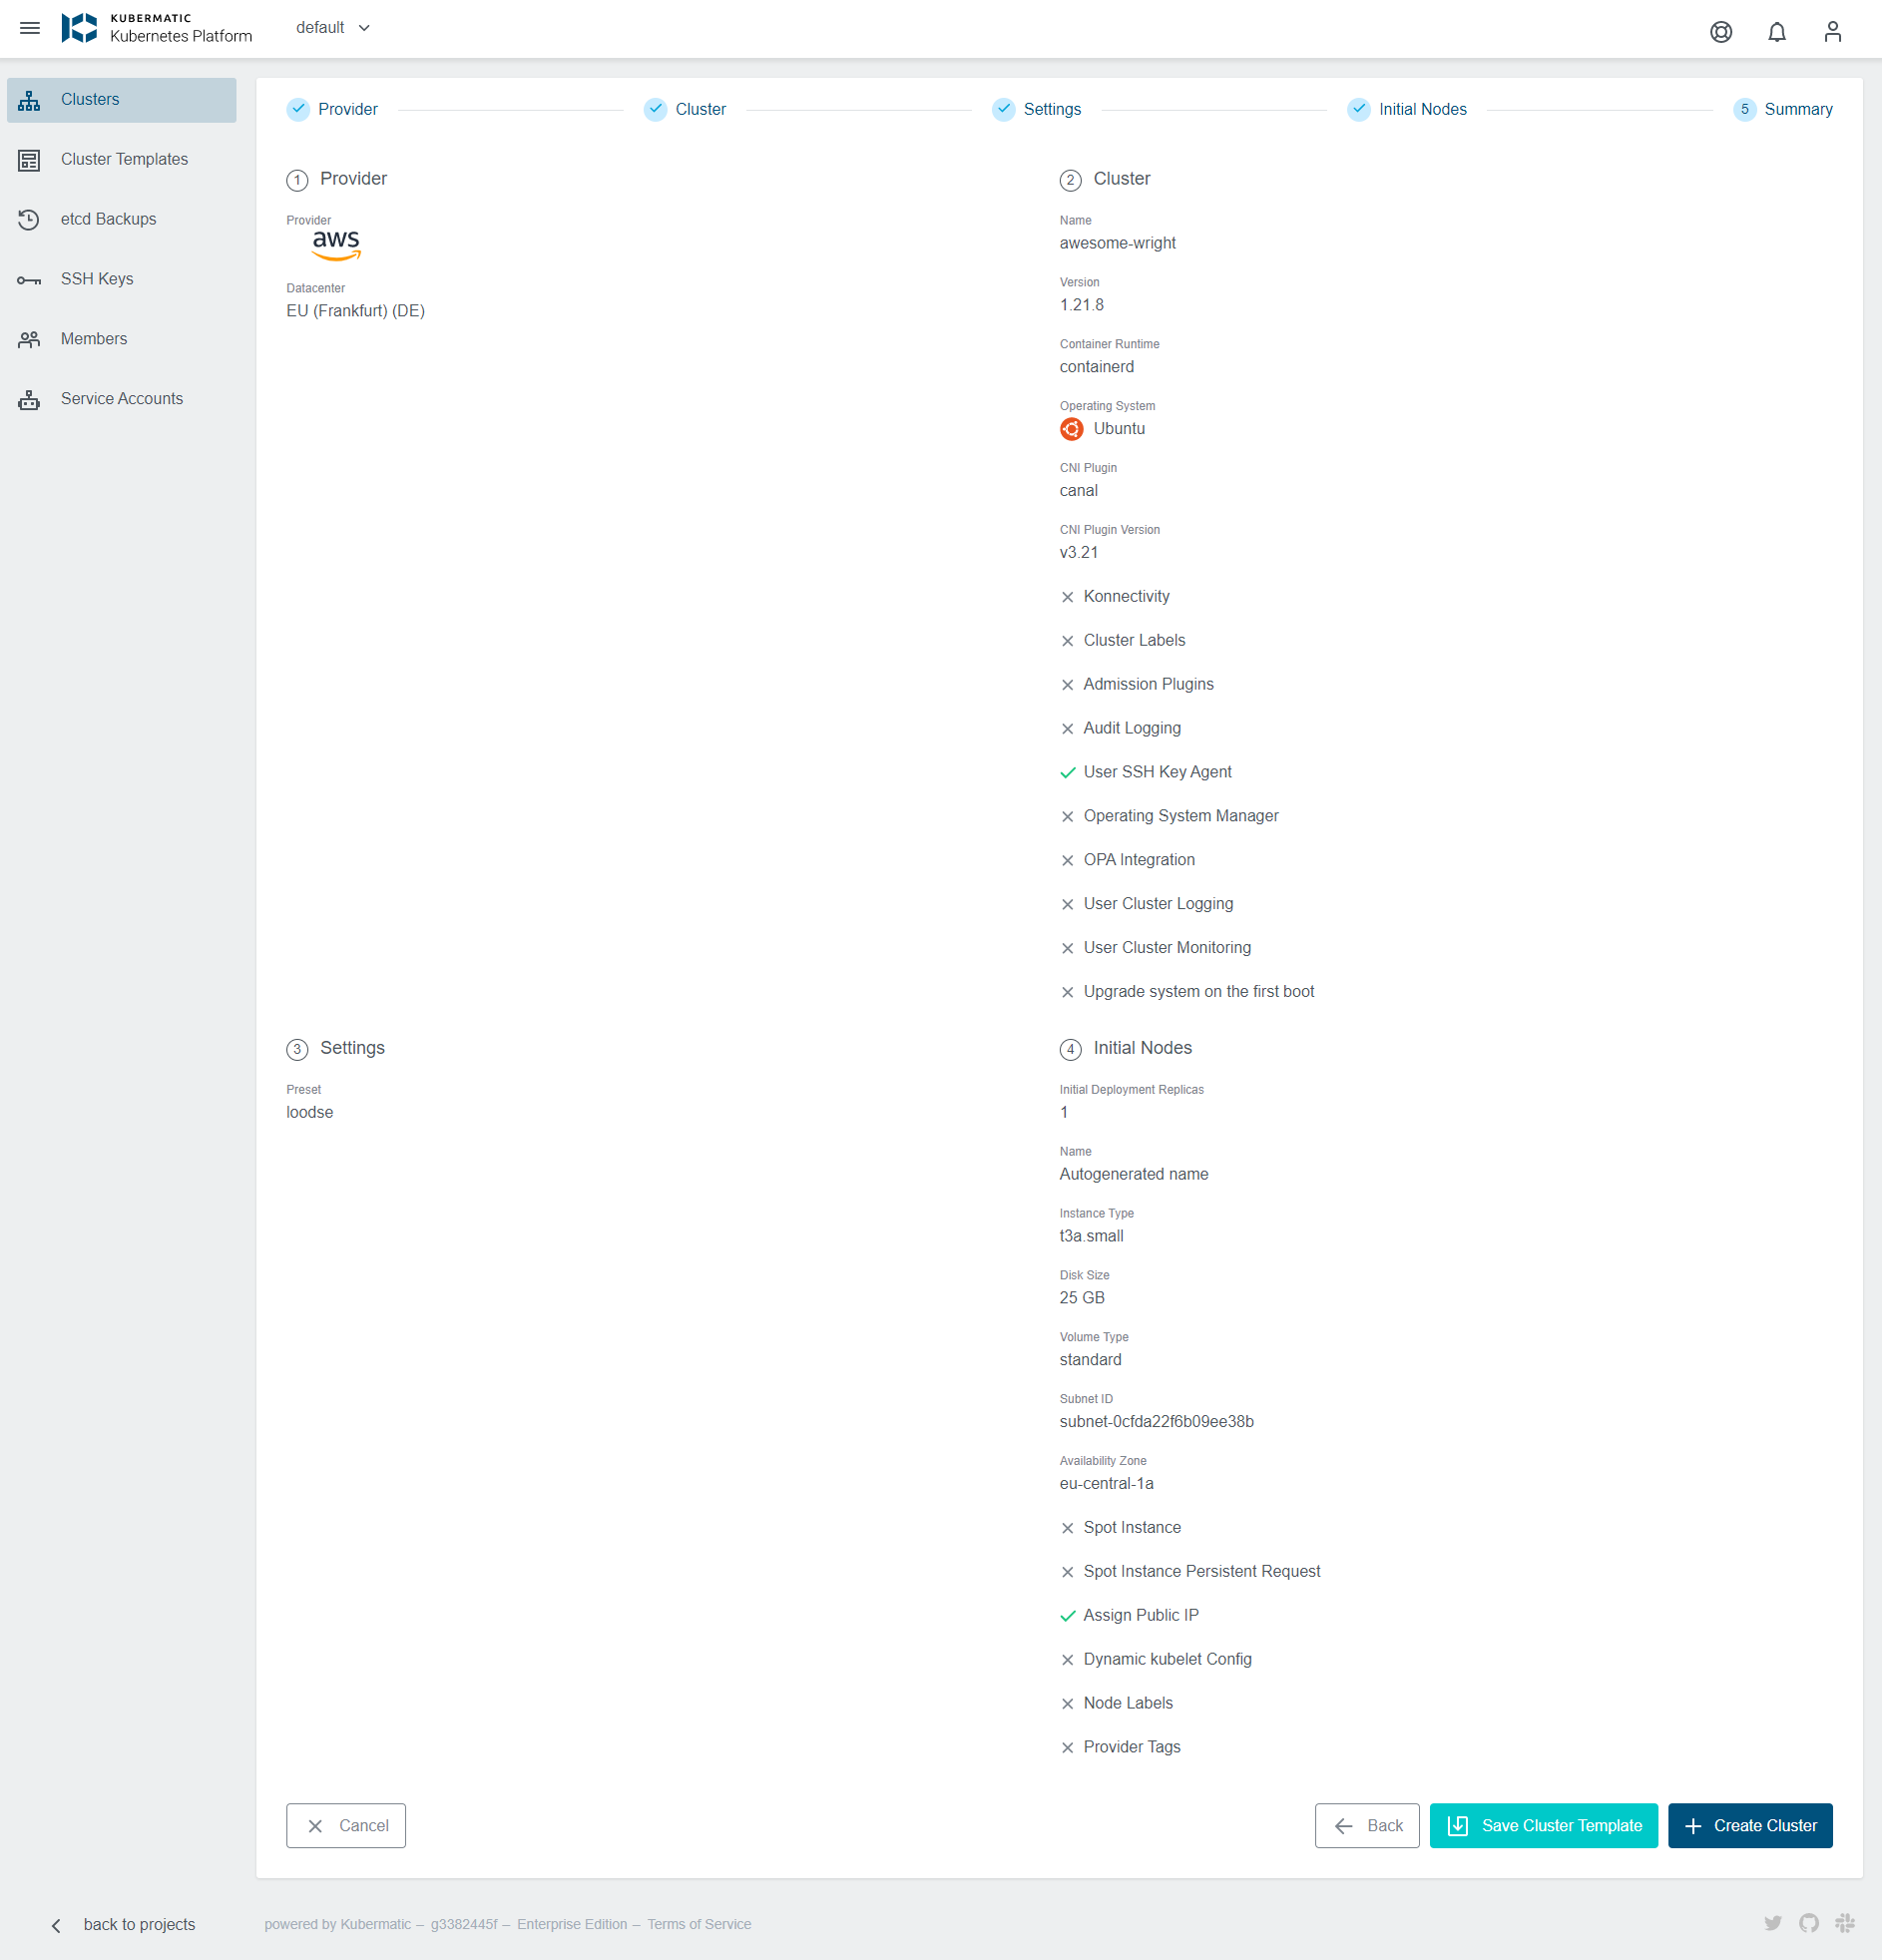 KUBERMATIC
Kubernetes Platform
default
Clusters
Cluster Templates
etcd Backups
SSH Keys
Members
Service Accounts
Provider
Cluster
Settings
Initial Nodes
5 Summary
1 Provider
Provider
aws
Datacenter
EU (Frankfurt) (DE)
2 Cluster
Name
awesome-wright
Version
1.21.8
Container Runtime
containerd
Operating System
Ubuntu
CNI Plugin
canal
CNI Plugin Version
v3.21
Konnectivity
Cluster Labels
Admission Plugins
Audit Logging
User SSH Key Agent
Operating System Manager
OPA Integration
User Cluster Logging
User Cluster Monitoring
Upgrade system on the first boot
3 Settings
Preset
loodse
4 Initial Nodes
Initial Deployment Replicas
1
Name
Autogenerated name
Instance Type
t3a.small
Disk Size
25 GB
Volume Type
standard
Subnet ID
subnet-0cfda22f6b09ee38b
Availability Zone
eu-central-1a
Spot Instance
Spot Instance Persistent Request
Assign Public IP
Dynamic kubelet Config
Node Labels
Provider Tags
Cancel
Back
Save Cluster Template
Create Cluster
back to projects
powered by Kubermatic – g3382445f – Enterprise Edition – Terms of Service